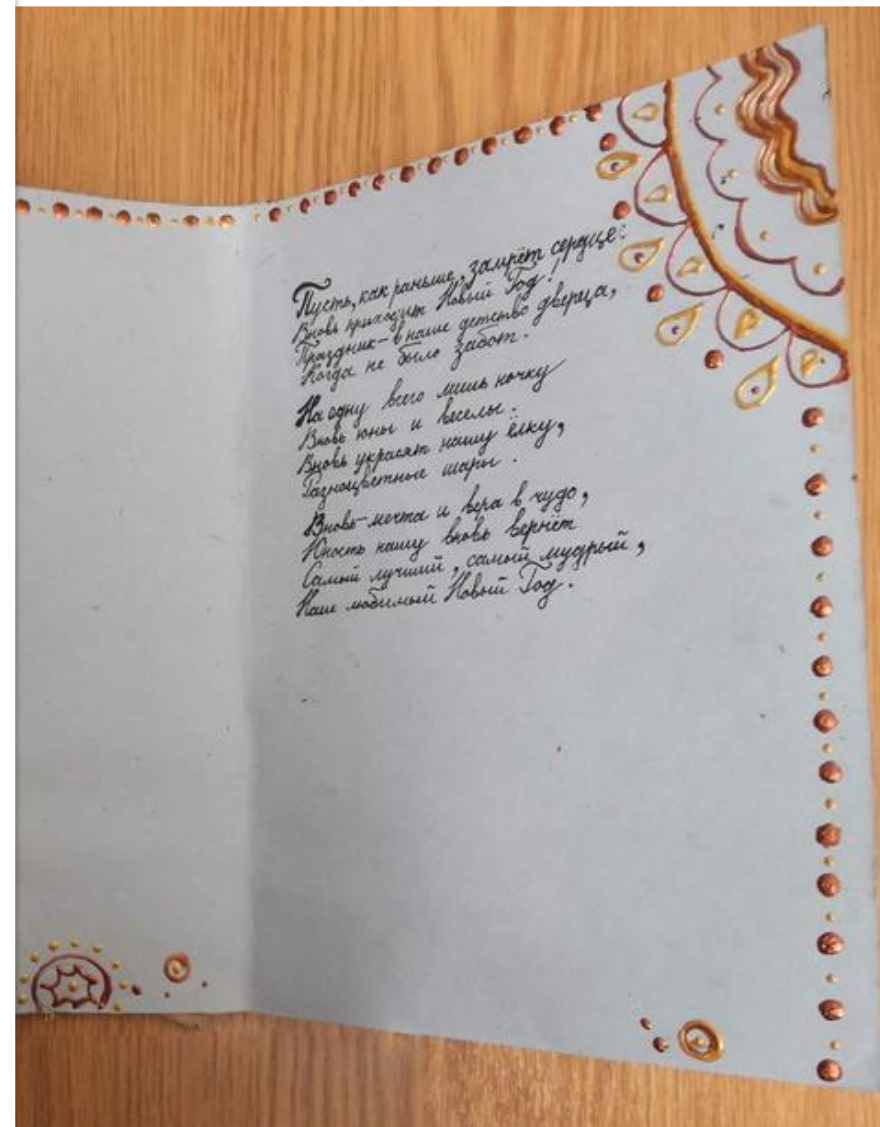 Пусть, как раньше, замрёт сердце:
Вновь приходит Новый Год!
Праздник – в наше детство дверца,
Когда не было забот.
На одну всего лишь ночку
Вновь юны и веселы.
Вновь украсят нашу ёлку,
Разноцветные шары.
Вновь – мечта и вера в чудо,
Юность нашу вновь вернёт
Самый лучший, самый мудрый,
Наш любимый Новый Год.